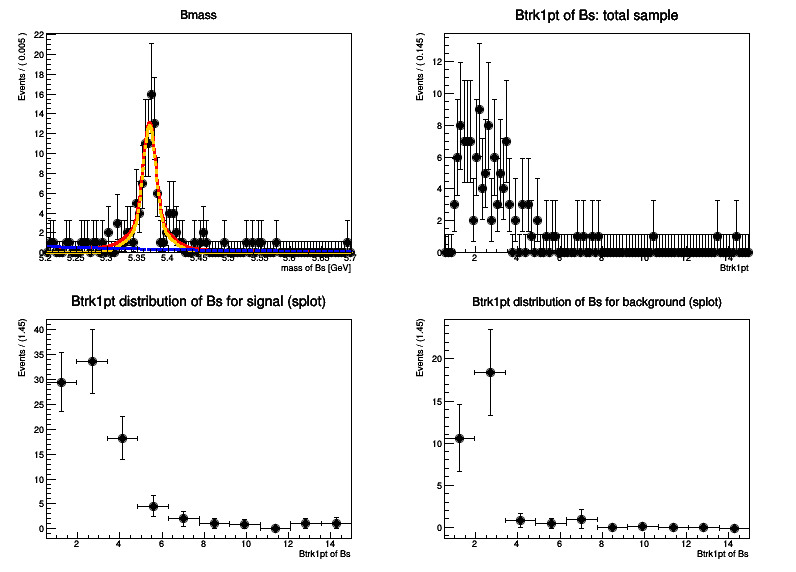 Bmass
Events / ( 0.005 )
22
20
18
16
14
12
10
8
6
4
2
0
5.2 5.25 5.3 5.35 5.4 5.45 5.5 5.55 5.6 5.65 5.7
mass of Bs [GeV]
Btrk1pt of Bs: total sample
Events / ( 0.145 )
12
10
8
6
4
2
0
2 4 6 8 10 12 14
Btrk1pt
Btrk1pt distribution of Bs for signal (splot)
Events / (1.45)
40
35
30
25
20
15
10
5
0
2 4 6 8 10 12 14
Btrk1pt of Bs
Btrk1pt distribution of Bs for background (splot)
Events / (1.45)
20
15
10
5
0
2 4 6 8 10 12 14
Btrk1pt of Bs